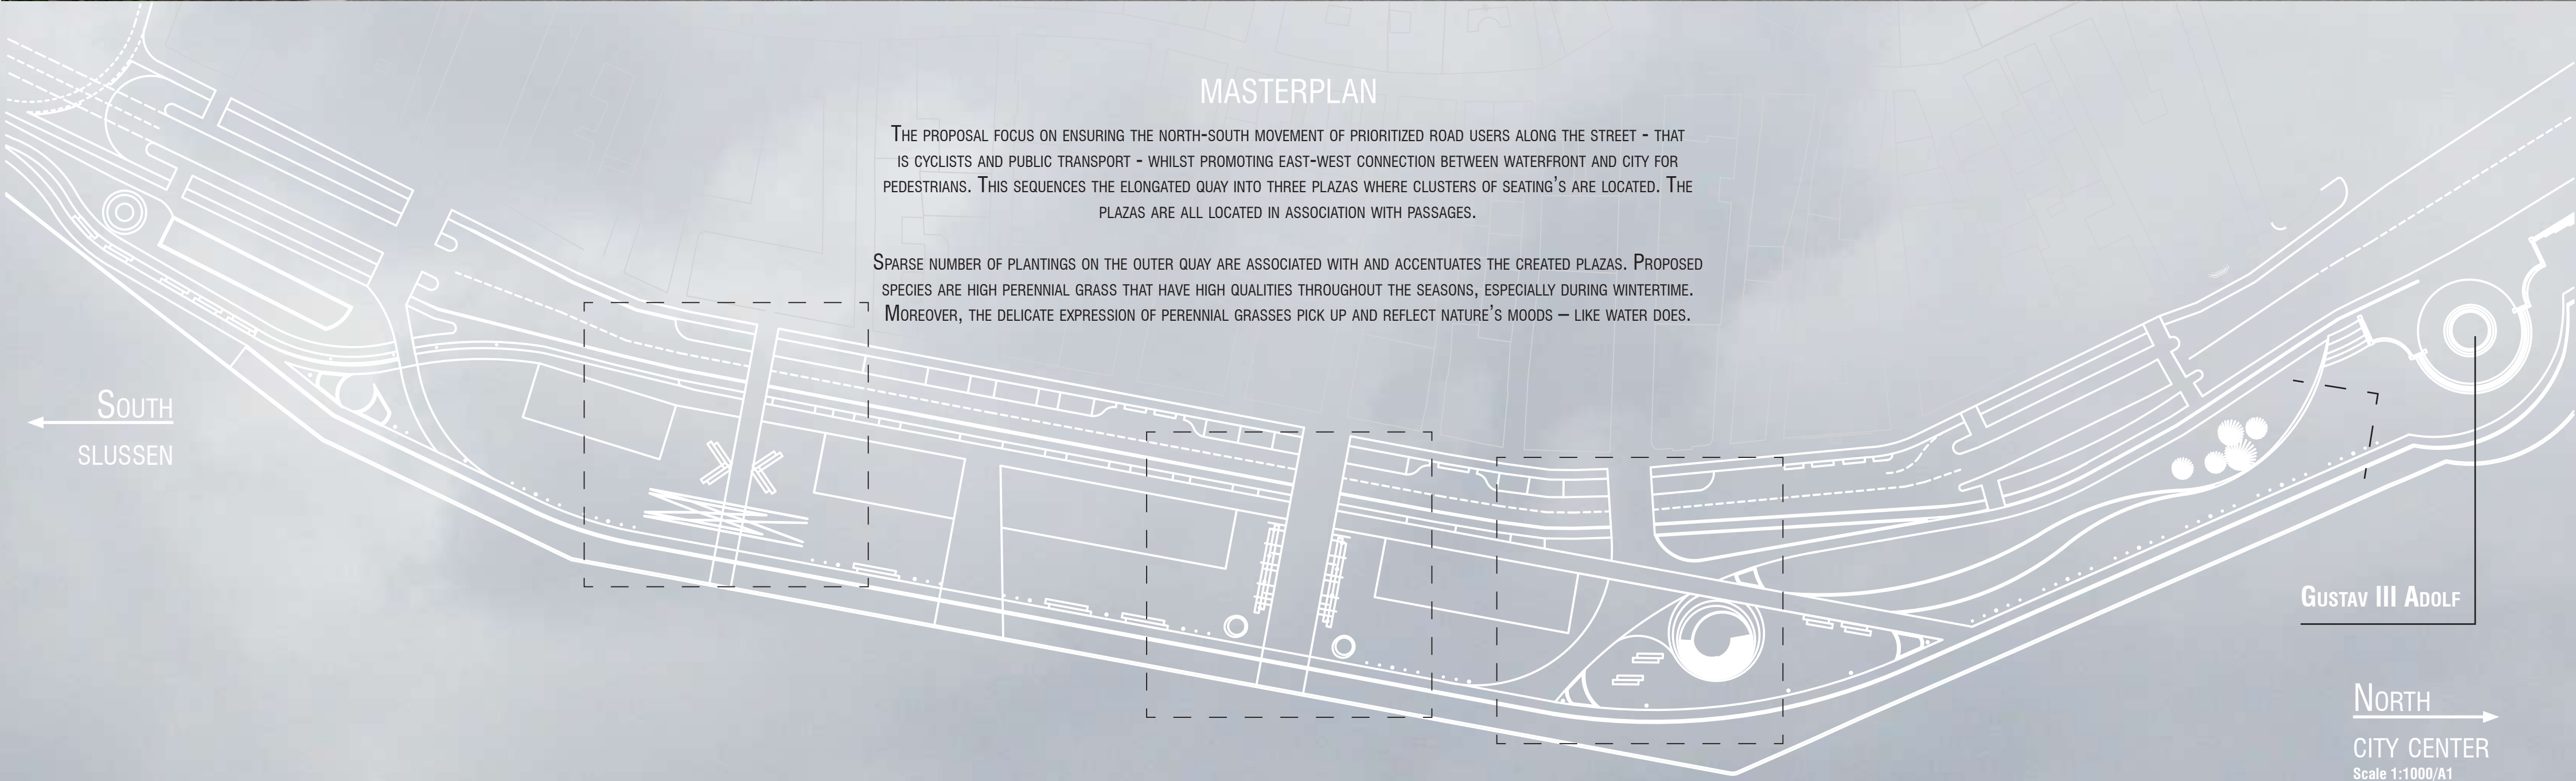 MASTERPLAN
The proposal focus on ensuring the north-south movement of prioritized road users along the street - that
is cyclists and public transport - whilst promoting east-west connection between waterfront and city for
pedestrians. This sequences the elongated quay into three plazas where clusters of seating's are located. The
plazas are all located in association with passages.
Sparse number of plantings on the outer quay are associated with and accentuates the created plazas. Proposed
species are high perennial grass that have high qualities throughout the seasons, especially during wintertime.
Moreover, the delicate expression of perennial grasses pick up and reflect nature's moods – like water does.
South
slussen
Gustav III Adolf
North
city center
Scale 1:1000/A1